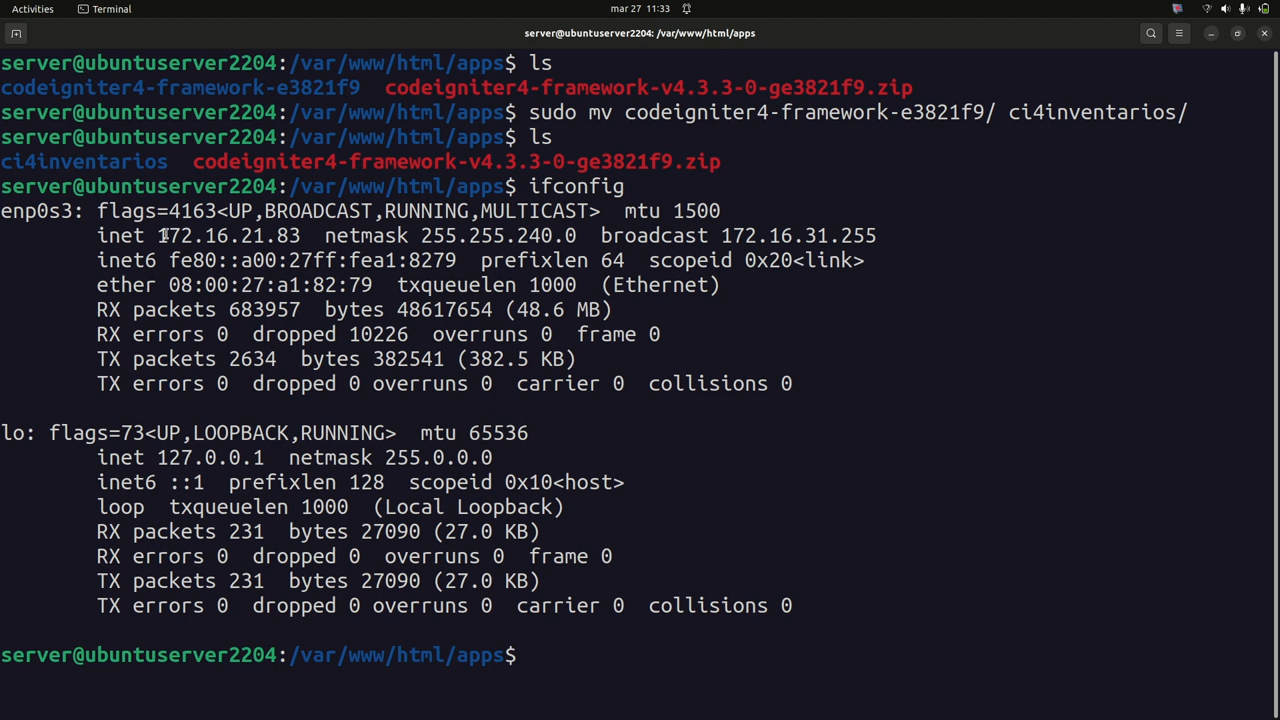 Activities Terminal mar 27 11:33
server@ubuntuserver2204: /var/www/html/apps
server@ubuntuserver2204:/var/www/html/apps$ ls
codeigniter4-framework-e3821f9 codeigniter4-framework-v4.3.3-0-ge3821f9.zip
server@ubuntuserver2204:/var/www/html/apps$ sudo mv codeigniter4-framework-e3821f9/ ci4inventarios/
server@ubuntuserver2204:/var/www/html/apps$ ls
ci4inventarios codeigniter4-framework-v4.3.3-0-ge3821f9.zip
server@ubuntuserver2204:/var/www/html/apps$ ifconfig
enp0s3: flags=4163<UP,BROADCAST,RUNNING,MULTICAST> mtu 1500
inet 172.16.21.83 netmask 255.255.240.0 broadcast 172.16.31.255
inet6 fe80::a00:27ff:fea1:8279 prefixlen 64 scopeid 0x20<link>
ether 08:00:27:a1:82:79 txqueuelen 1000 (Ethernet)
RX packets 683957 bytes 48617654 (48.6 MB)
RX errors 0 dropped 10226 overruns 0 frame 0
TX packets 2634 bytes 382541 (382.5 KB)
TX errors 0 dropped 0 overruns 0 carrier 0 collisions 0
lo: flags=73<UP,LOOPBACK,RUNNING> mtu 65536
inet 127.0.0.1 netmask 255.0.0.0
inet6 ::1 prefixlen 128 scopeid 0x10<host>
loop txqueuelen 1000 (Local Loopback)
RX packets 231 bytes 27090 (27.0 KB)
RX errors 0 dropped 0 overruns 0 frame 0
TX packets 231 bytes 27090 (27.0 KB)
TX errors 0 dropped 0 overruns 0 carrier 0 collisions 0
server@ubuntuserver2204:/var/www/html/apps$